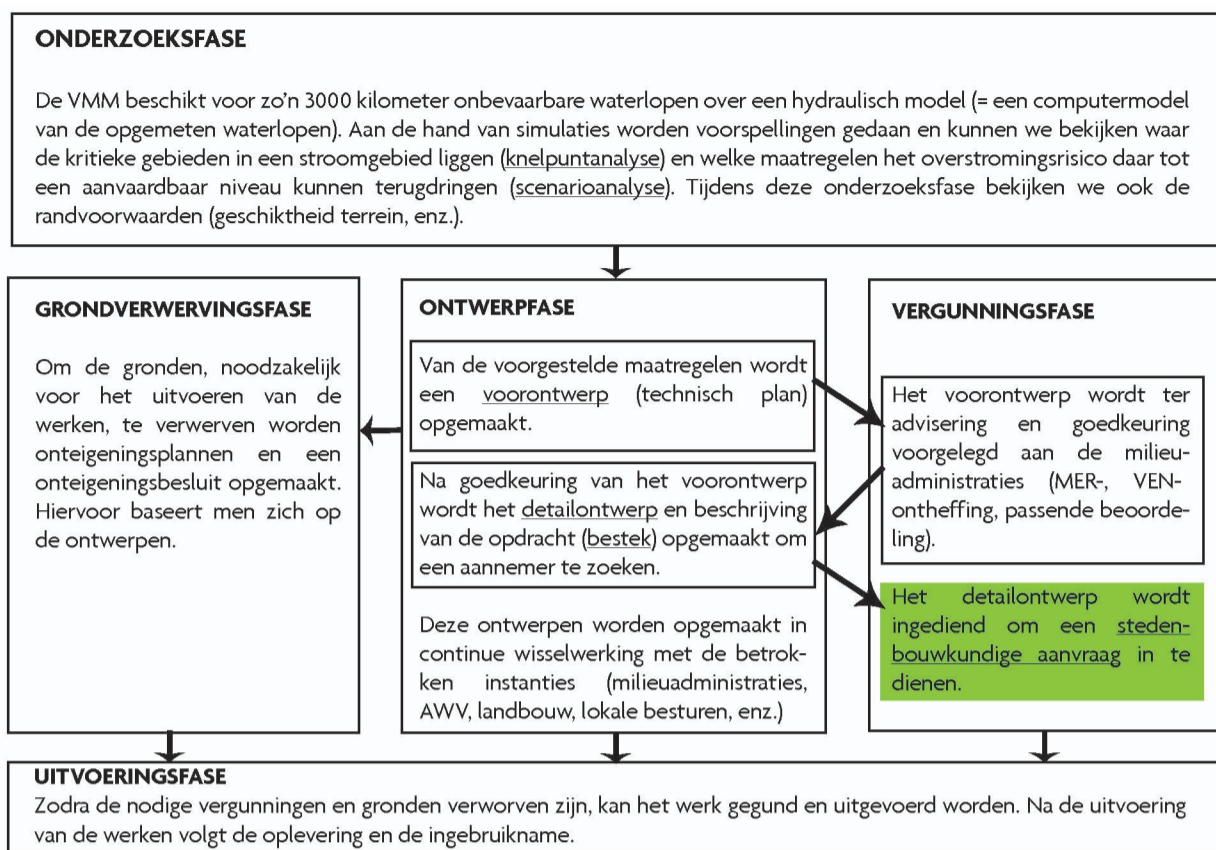 ONDERZOEKSFASE
De VMM beschikt voor zo'n 3000 kilometer onbevaarbare waterlopen over een hydraulisch model (= een computermodel
van de opgemeten waterlopen). Aan de hand van simulaties worden voorspellingen gedaan en kunnen we bekijken waar
de kritieke gebieden in een stroomgebied liggen (knelpuntanalyse) en welke maatregelen het overstromingsrisico daar tot
een aanvaardbaar niveau kunnen terugdringen (scenarioanalyse). Tijdens deze onderzoeksfase bekijken we ook de
randvoorwaarden (geschiktheid terrein, enz.).
GRONDVERWERVINGSFASE
Om de gronden, noodzakelijk
voor het uitvoeren van de
werken, te verwerven worden
onteigeningsplannen en een
onteigeningsbesluit opgemaakt.
Hiervoor baseert men zich op
de ontwerpen.
ONTWERPFASE
Van de voorgestelde maatregelen wordt
een voorontwerp (technisch plan)
opgemaakt.
Na goedkeuring van het voorontwerp
wordt het detailontwerp en beschrijving
van de opdracht (bestek) opgemaakt om
een aannemer te zoeken.
Deze ontwerpen worden opgemaakt in
continue wisselwerking met de betrok-
ken instanties (milieuadministraties,
AWV, landbouw, lokale besturen, enz.)
VERGUNNINGSFASE
Het voorontwerp wordt ter
advisering en goedkeuring
voorgelegd aan de milieu-
administraties (MER-, VEN-
ontheffing, passende beoorde-
ling).
Het detailontwerp wordt
ingediend om een steden-
bouwkundige aanvraag in te
dienen.
UITVOERINGSFASE
Zodra de nodige vergunningen en gronden verworven zijn, kan het werk gegund en uitgevoerd worden. Na de uitvoering
van de werken volgt de oplevering en de ingebruikname.